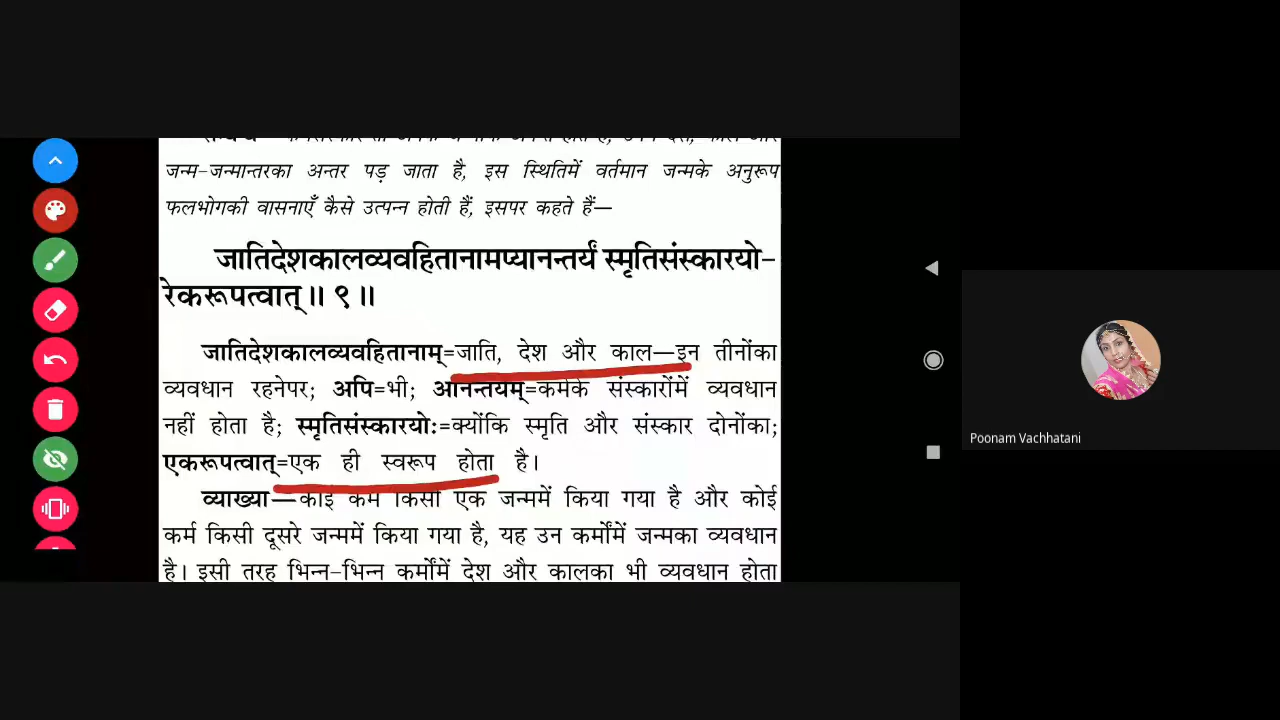 जन्म-जन्मान्तरका अन्तर पड़ जाता है, इस स्थितिमें वर्तमान जन्मके अनुरूप
फलभोगकी वासनाएँ कैसे उत्पन्न होती हैं, इसपर कहते हैं—
जातिदेशकालव्यवहितानामप्यानन्तर्यं स्मृतिसंस्कारयो-
रेकरूपत्वात्॥ ९॥
जातिदेशकालव्यवहितानाम्=जाति, देश और काल—इन तीनोंका
व्यवधान रहनेपर; अपि=भी; आनन्तर्यम्=कर्मके संस्कारोंमें व्यवधान
नहीं होता है; स्मृतिसंस्कारयोः=क्योंकि स्मृति और संस्कार दोनोंका;
एकरूपत्वात्=एक ही स्वरूप होता है।
व्याख्या—कोई कर्म किसी एक जन्ममें किया गया है और कोई
कर्म किसी दूसरे जन्ममें किया गया है, यह उन कर्मोंमें जन्मका व्यवधान
है। इसी तरह भिन्न-भिन्न कर्मोंमें देश और कालका भी व्यवधान होता
Poonam Vachhatani